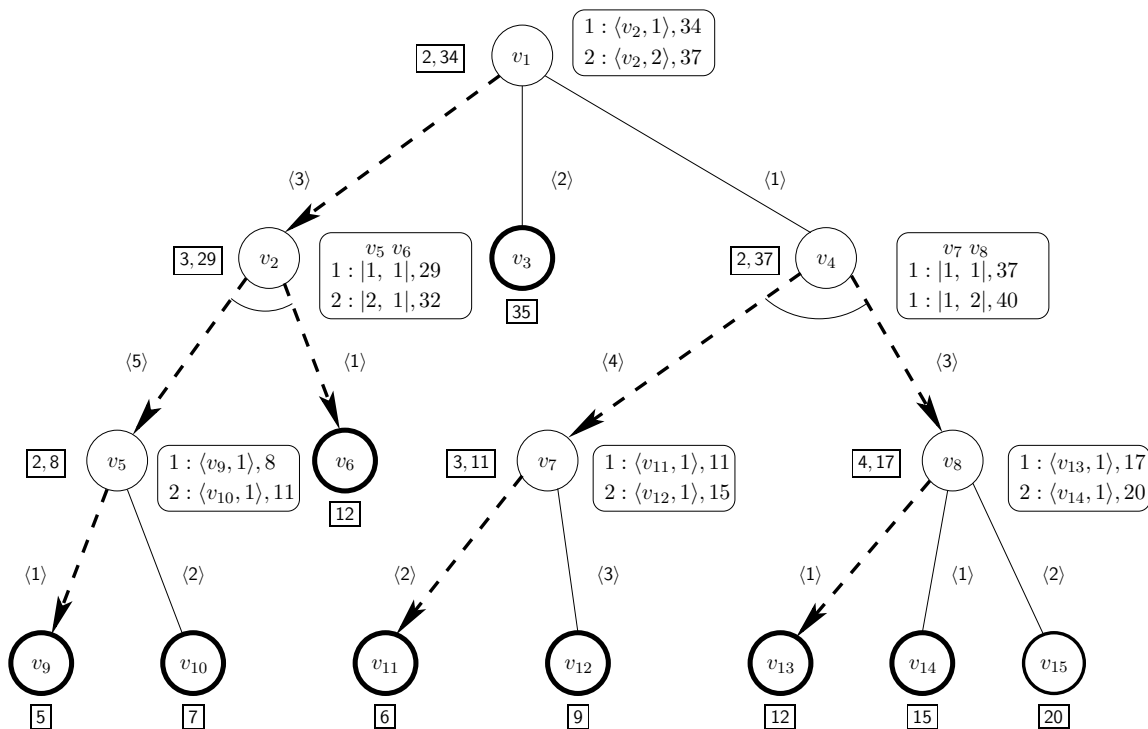 1 : ⟨v₂, 1⟩, 34
2 : ⟨v₂, 2⟩, 37
2, 34
v₁
⟨3⟩
⟨2⟩
⟨1⟩
3, 29
v₂
v₅ v₆
1 : |1, 1|, 29
2 : |2, 1|, 32
v₃
35
2, 37
v₄
v₇ v₈
1 : |1, 1|, 37
1 : |1, 2|, 40
⟨5⟩
⟨1⟩
⟨4⟩
⟨3⟩
2, 8
v₅
1 : ⟨v₉, 1⟩, 8
2 : ⟨v₁₀, 1⟩, 11
v₆
12
3, 11
v₇
1 : ⟨v₁₁, 1⟩, 11
2 : ⟨v₁₂, 1⟩, 15
4, 17
v₈
1 : ⟨v₁₃, 1⟩, 17
2 : ⟨v₁₄, 1⟩, 20
⟨1⟩
⟨2⟩
⟨2⟩
⟨3⟩
⟨1⟩
⟨1⟩
⟨2⟩
v₉
v₁₀
v₁₁
v₁₂
v₁₃
v₁₄
v₁₅
5
7
6
9
12
15
20